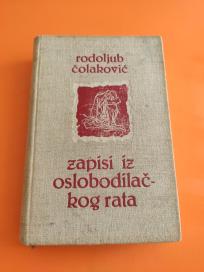 rodoljub
čolaković
zapisi iz
oslobodilač-
kog rata